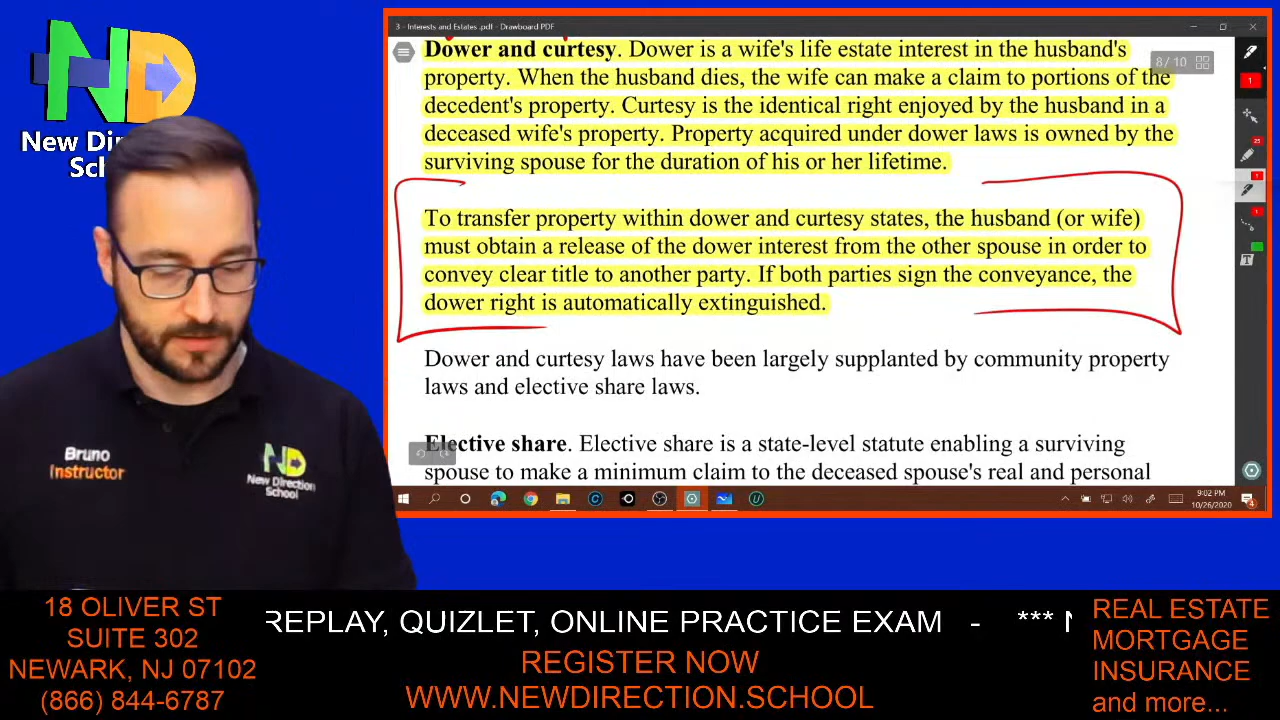 ND
New Direction
School
Bruno
Instructor
ND
New Direction
School
3 - Interests and Estates .pdf - Drawboard PDF
8 / 10
Dower and curtesy. Dower is a wife's life estate interest in the husband's
property. When the husband dies, the wife can make a claim to portions of the
decedent's property. Curtesy is the identical right enjoyed by the husband in a
deceased wife's property. Property acquired under dower laws is owned by the
surviving spouse for the duration of his or her lifetime.
To transfer property within dower and curtesy states, the husband (or wife)
must obtain a release of the dower interest from the other spouse in order to
convey clear title to another party. If both parties sign the conveyance, the
dower right is automatically extinguished.
Dower and curtesy laws have been largely supplanted by community property
laws and elective share laws.
Elective share. Elective share is a state-level statute enabling a surviving
spouse to make a minimum claim to the deceased spouse's real and personal
1
25
1
1
9:02 PM
10/26/2020
4
18 OLIVER ST
SUITE 302
NEWARK, NJ 07102
(866) 844-6787
REPLAY, QUIZLET, ONLINE PRACTICE EXAM - ***
REGISTER NOW
WWW.NEWDIRECTION.SCHOOL
REAL ESTATE
MORTGAGE
INSURANCE
and more...